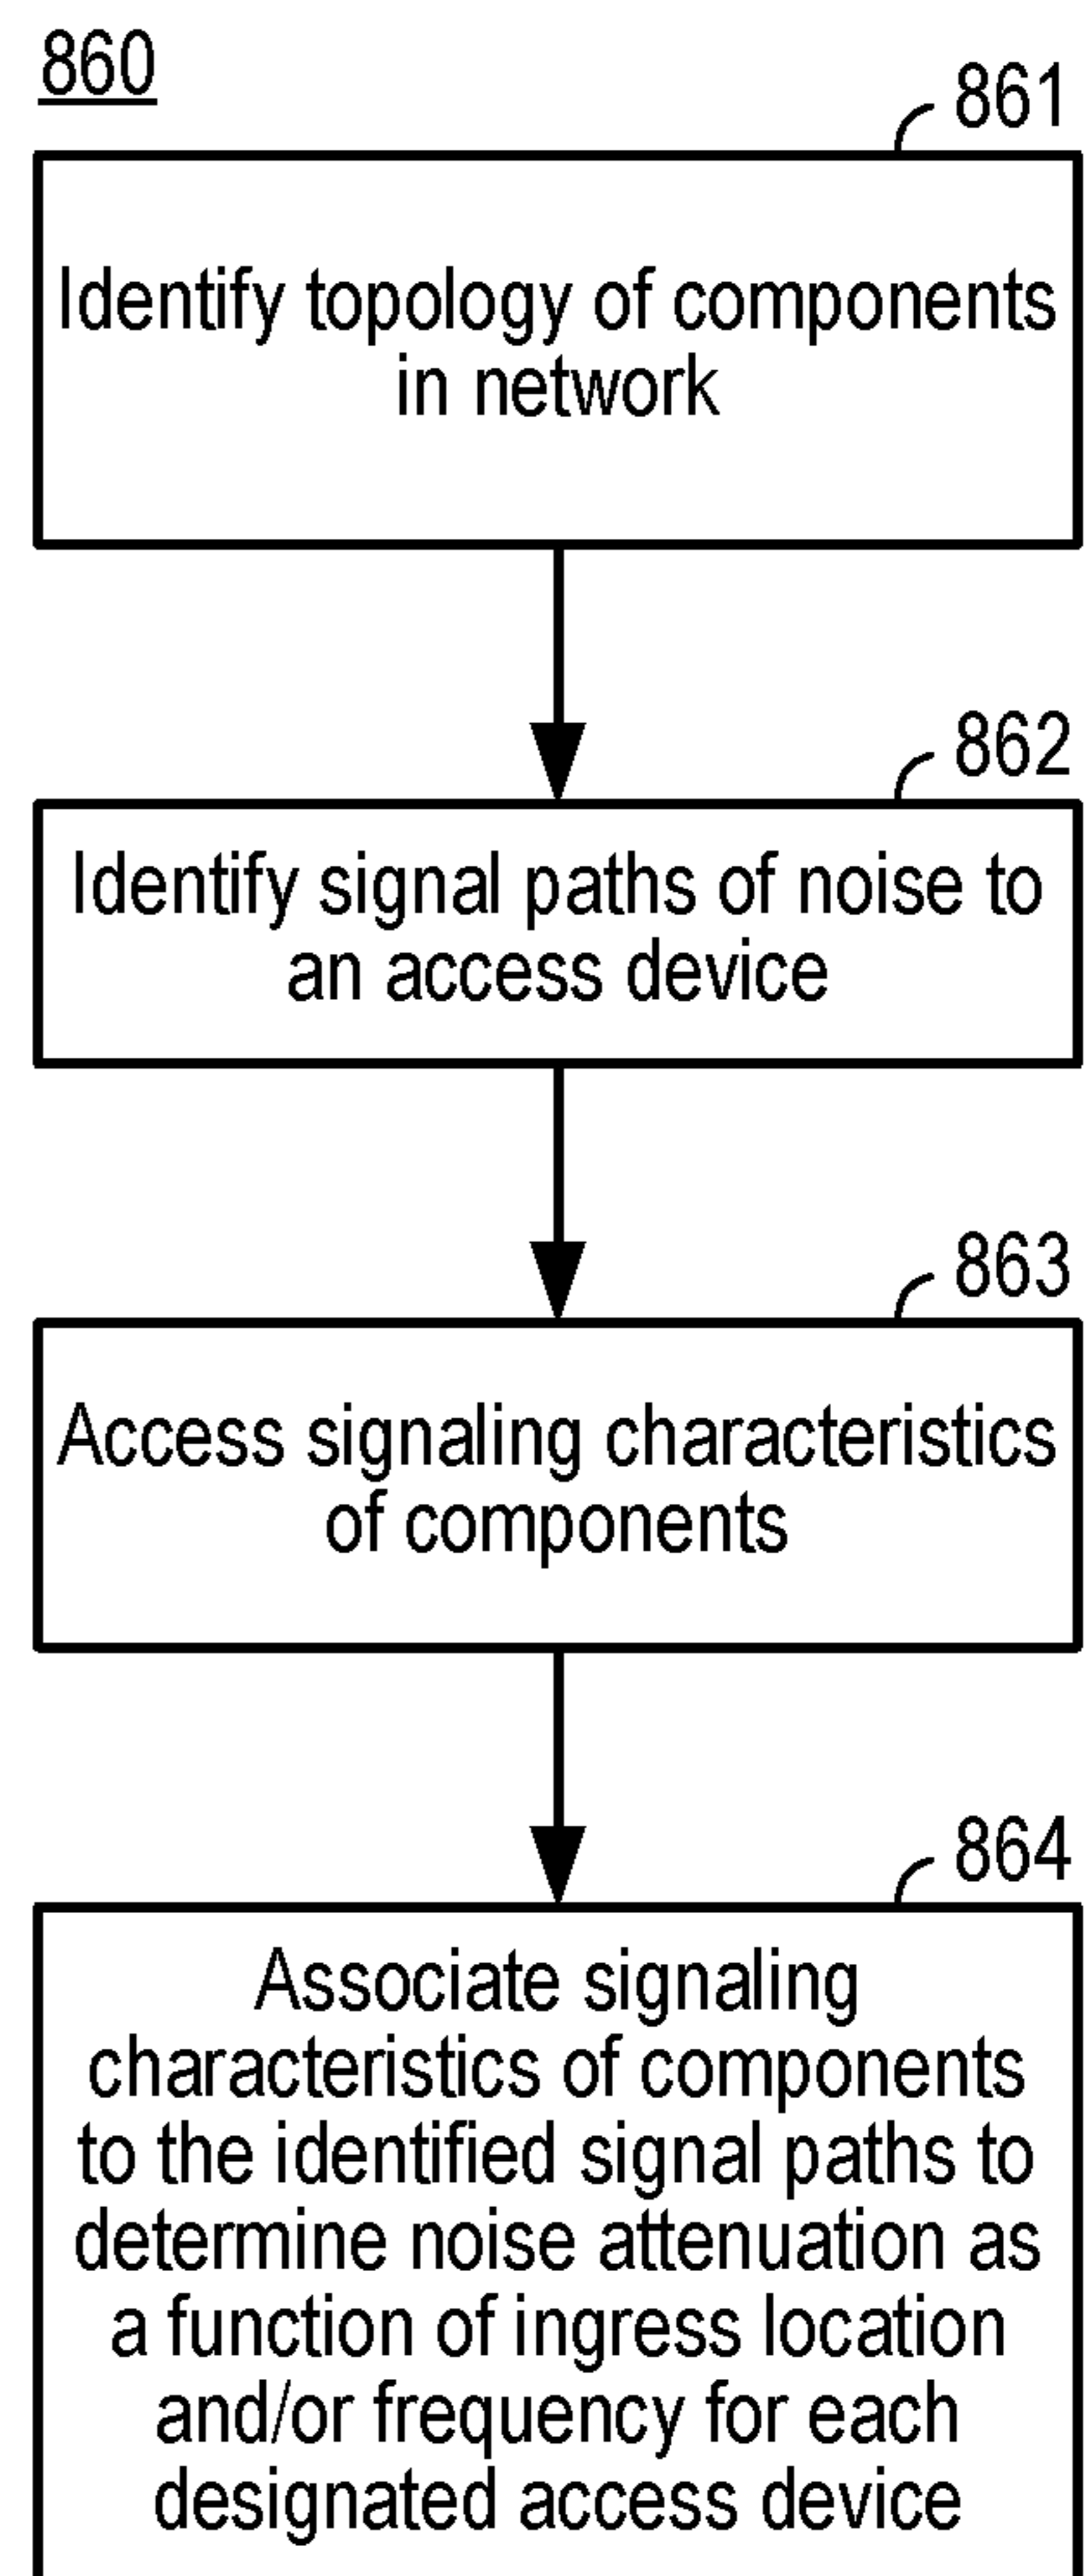 860
861
Identify topology of components
in network
862
Identify signal paths of noise to
an access device
863
Access signaling characteristics
of components
864
Associate signaling
characteristics of components
to the identified signal paths to
determine noise attenuation as
a function of ingress location
and/or frequency for each
designated access device